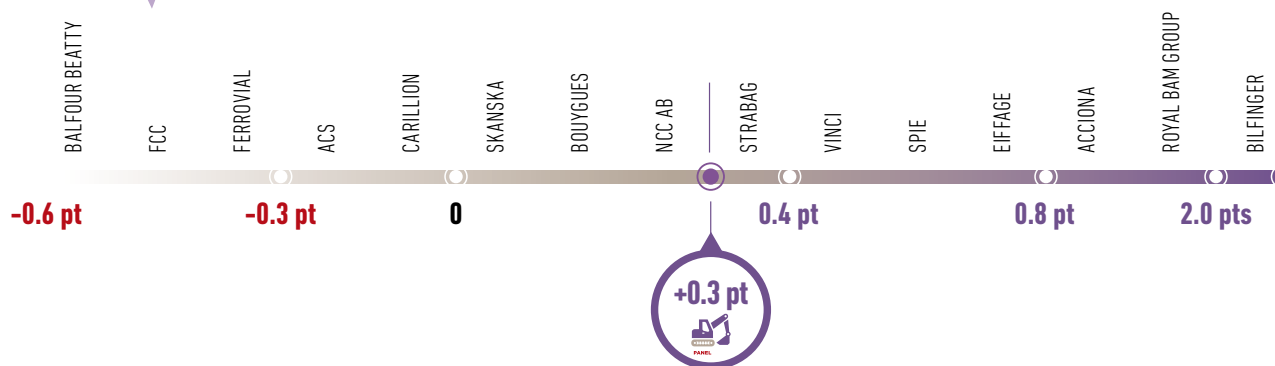 BALFOUR BEATTY
FCC
FERROVIAL
ACS
CARILLION
SKANSKA
BOUYGUES
NCC AB
STRABAG
VINCI
SPIE
EIFFAGE
ACCIONA
ROYAL BAM GROUP
BILFINGER
-0.6 pt
-0.3 pt
0
0.4 pt
0.8 pt
2.0 pts
+0.3 pt
PANEL